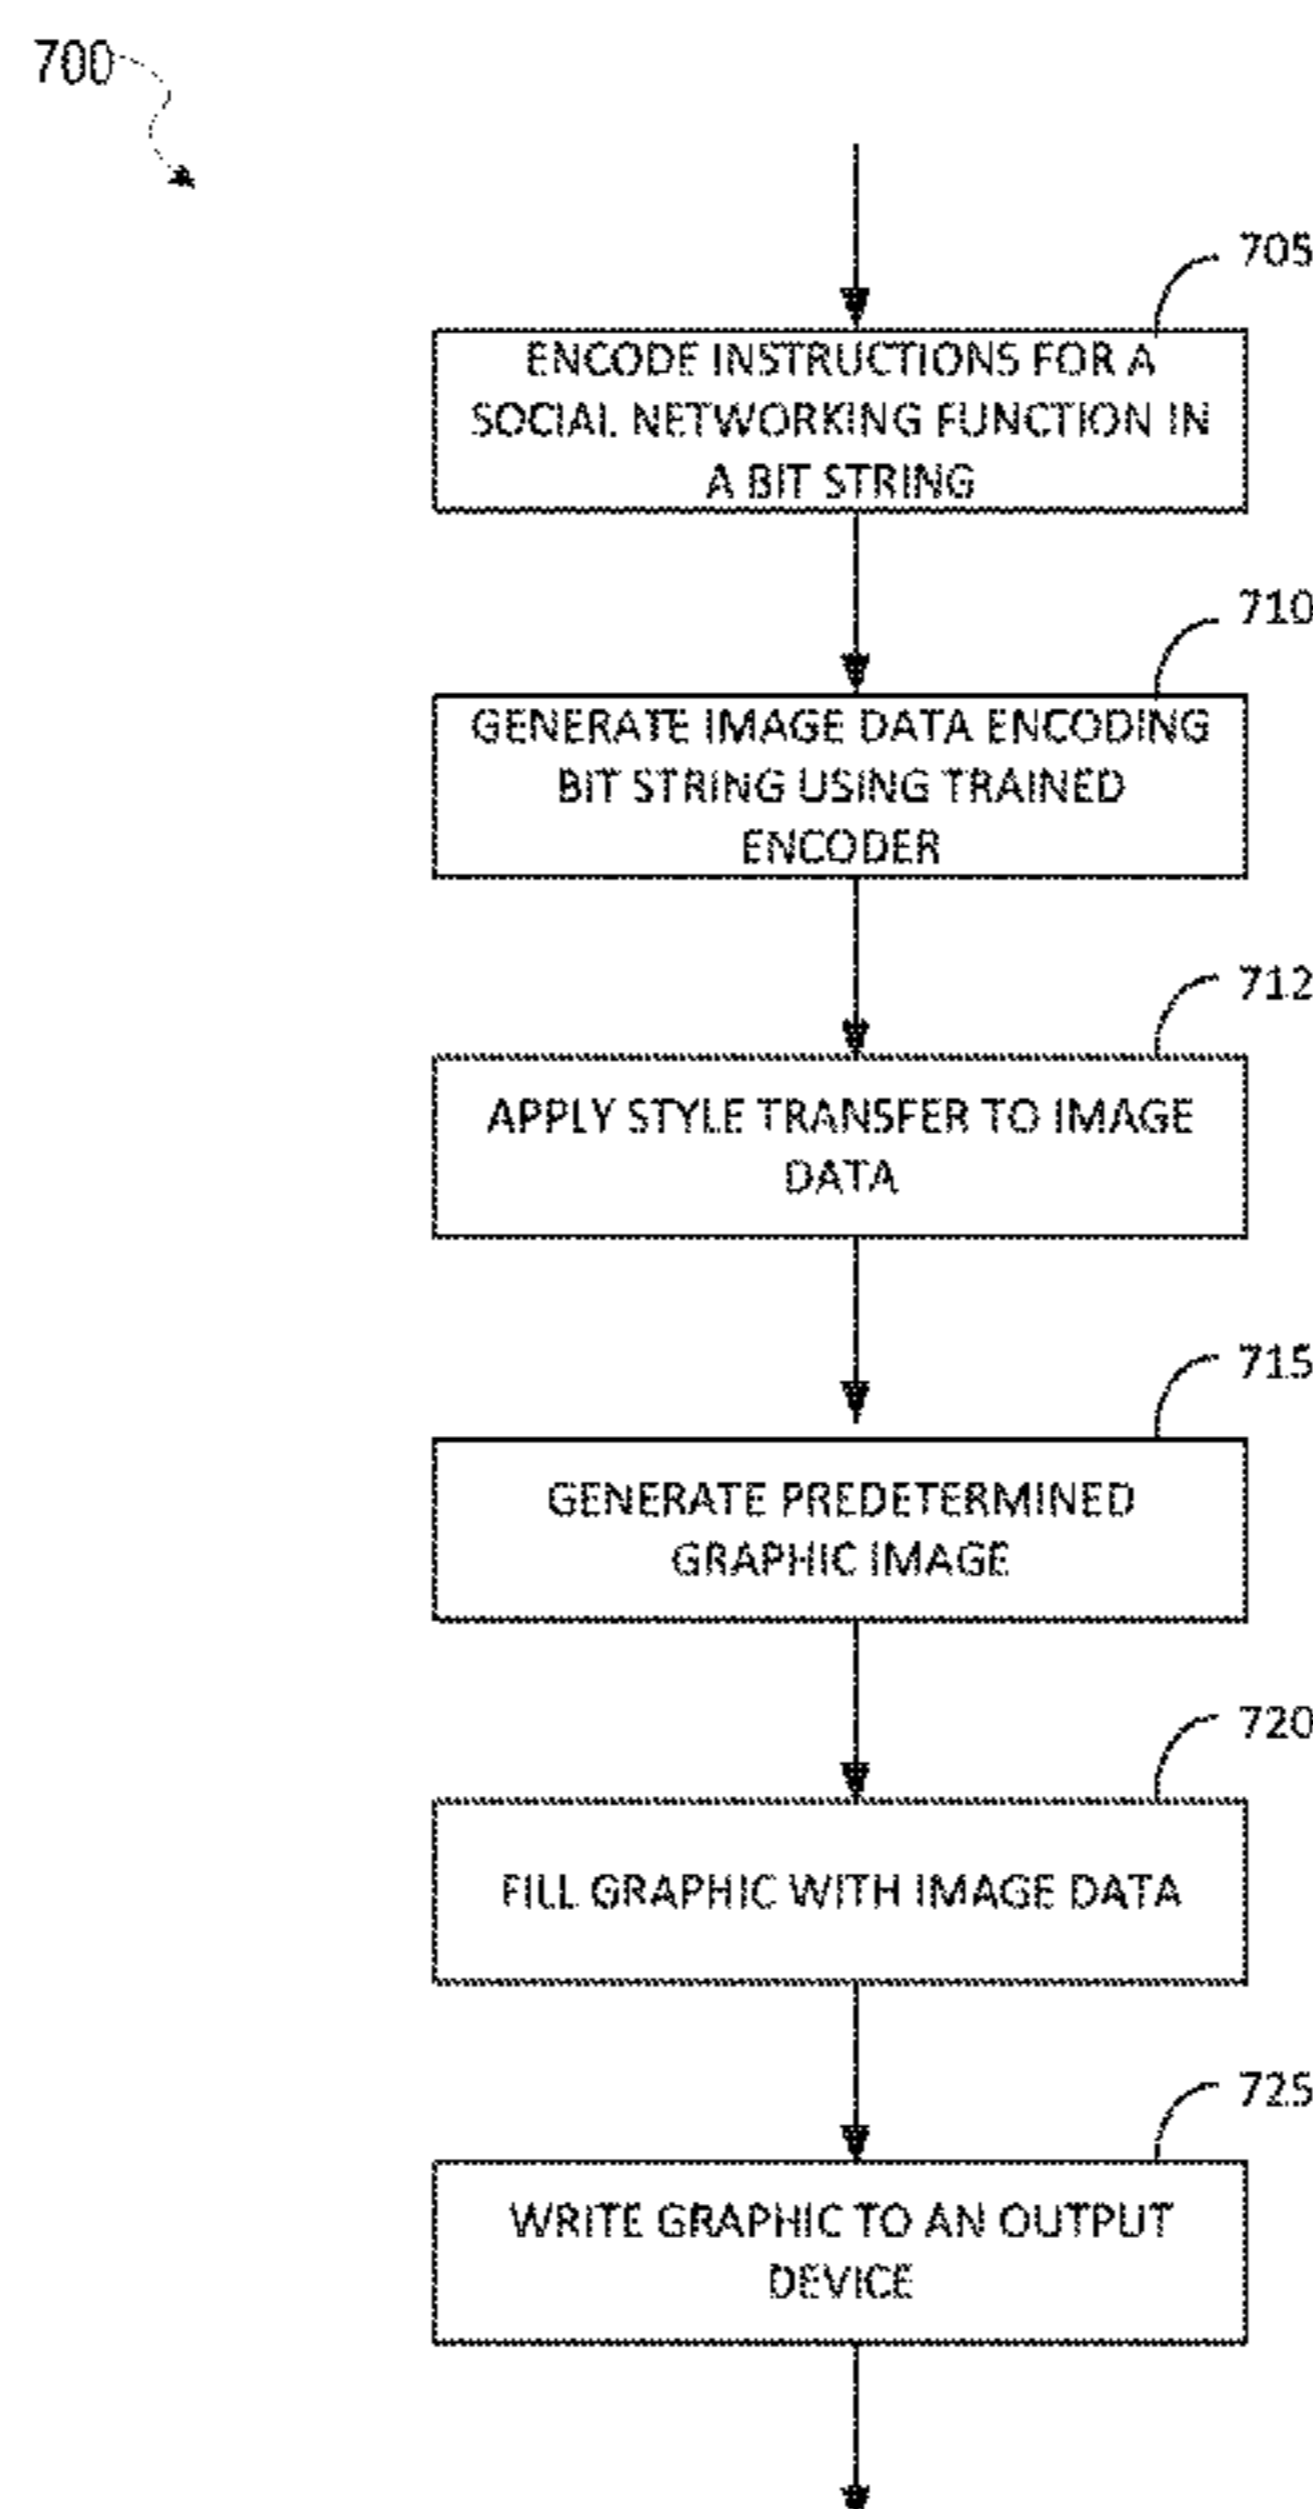 700
705
ENCODE INSTRUCTIONS FOR A
SOCIAL NETWORKING FUNCTION IN
A BIT STRING
710
GENERATE IMAGE DATA ENCODING
BIT STRING USING TRAINED
ENCODER
712
APPLY STYLE TRANSFER TO IMAGE
DATA
715
GENERATE PREDETERMINED
GRAPHIC IMAGE
720
FILL GRAPHIC WITH IMAGE DATA
725
WRITE GRAPHIC TO AN OUTPUT
DEVICE